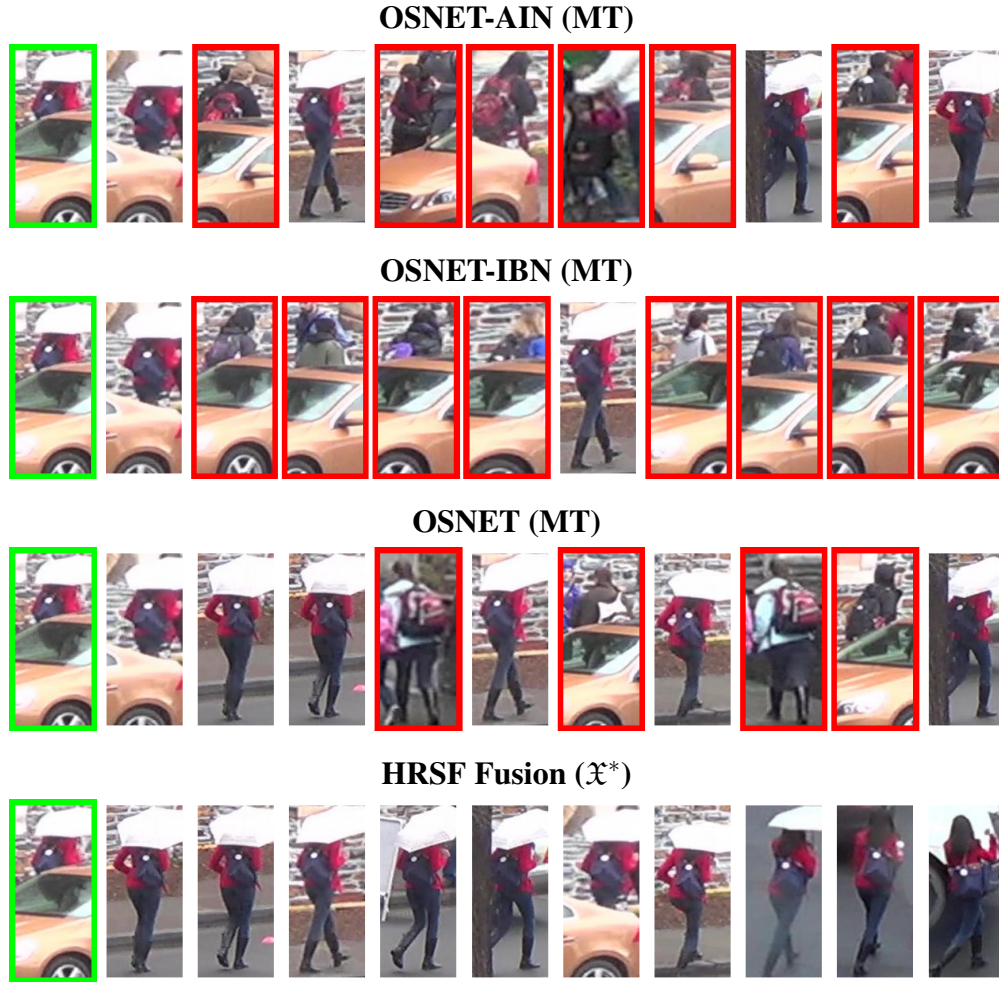 OSNET-AIN (MT)
OSNET-IBN (MT)
OSNET (MT)
HRSF Fusion (𝔛*)